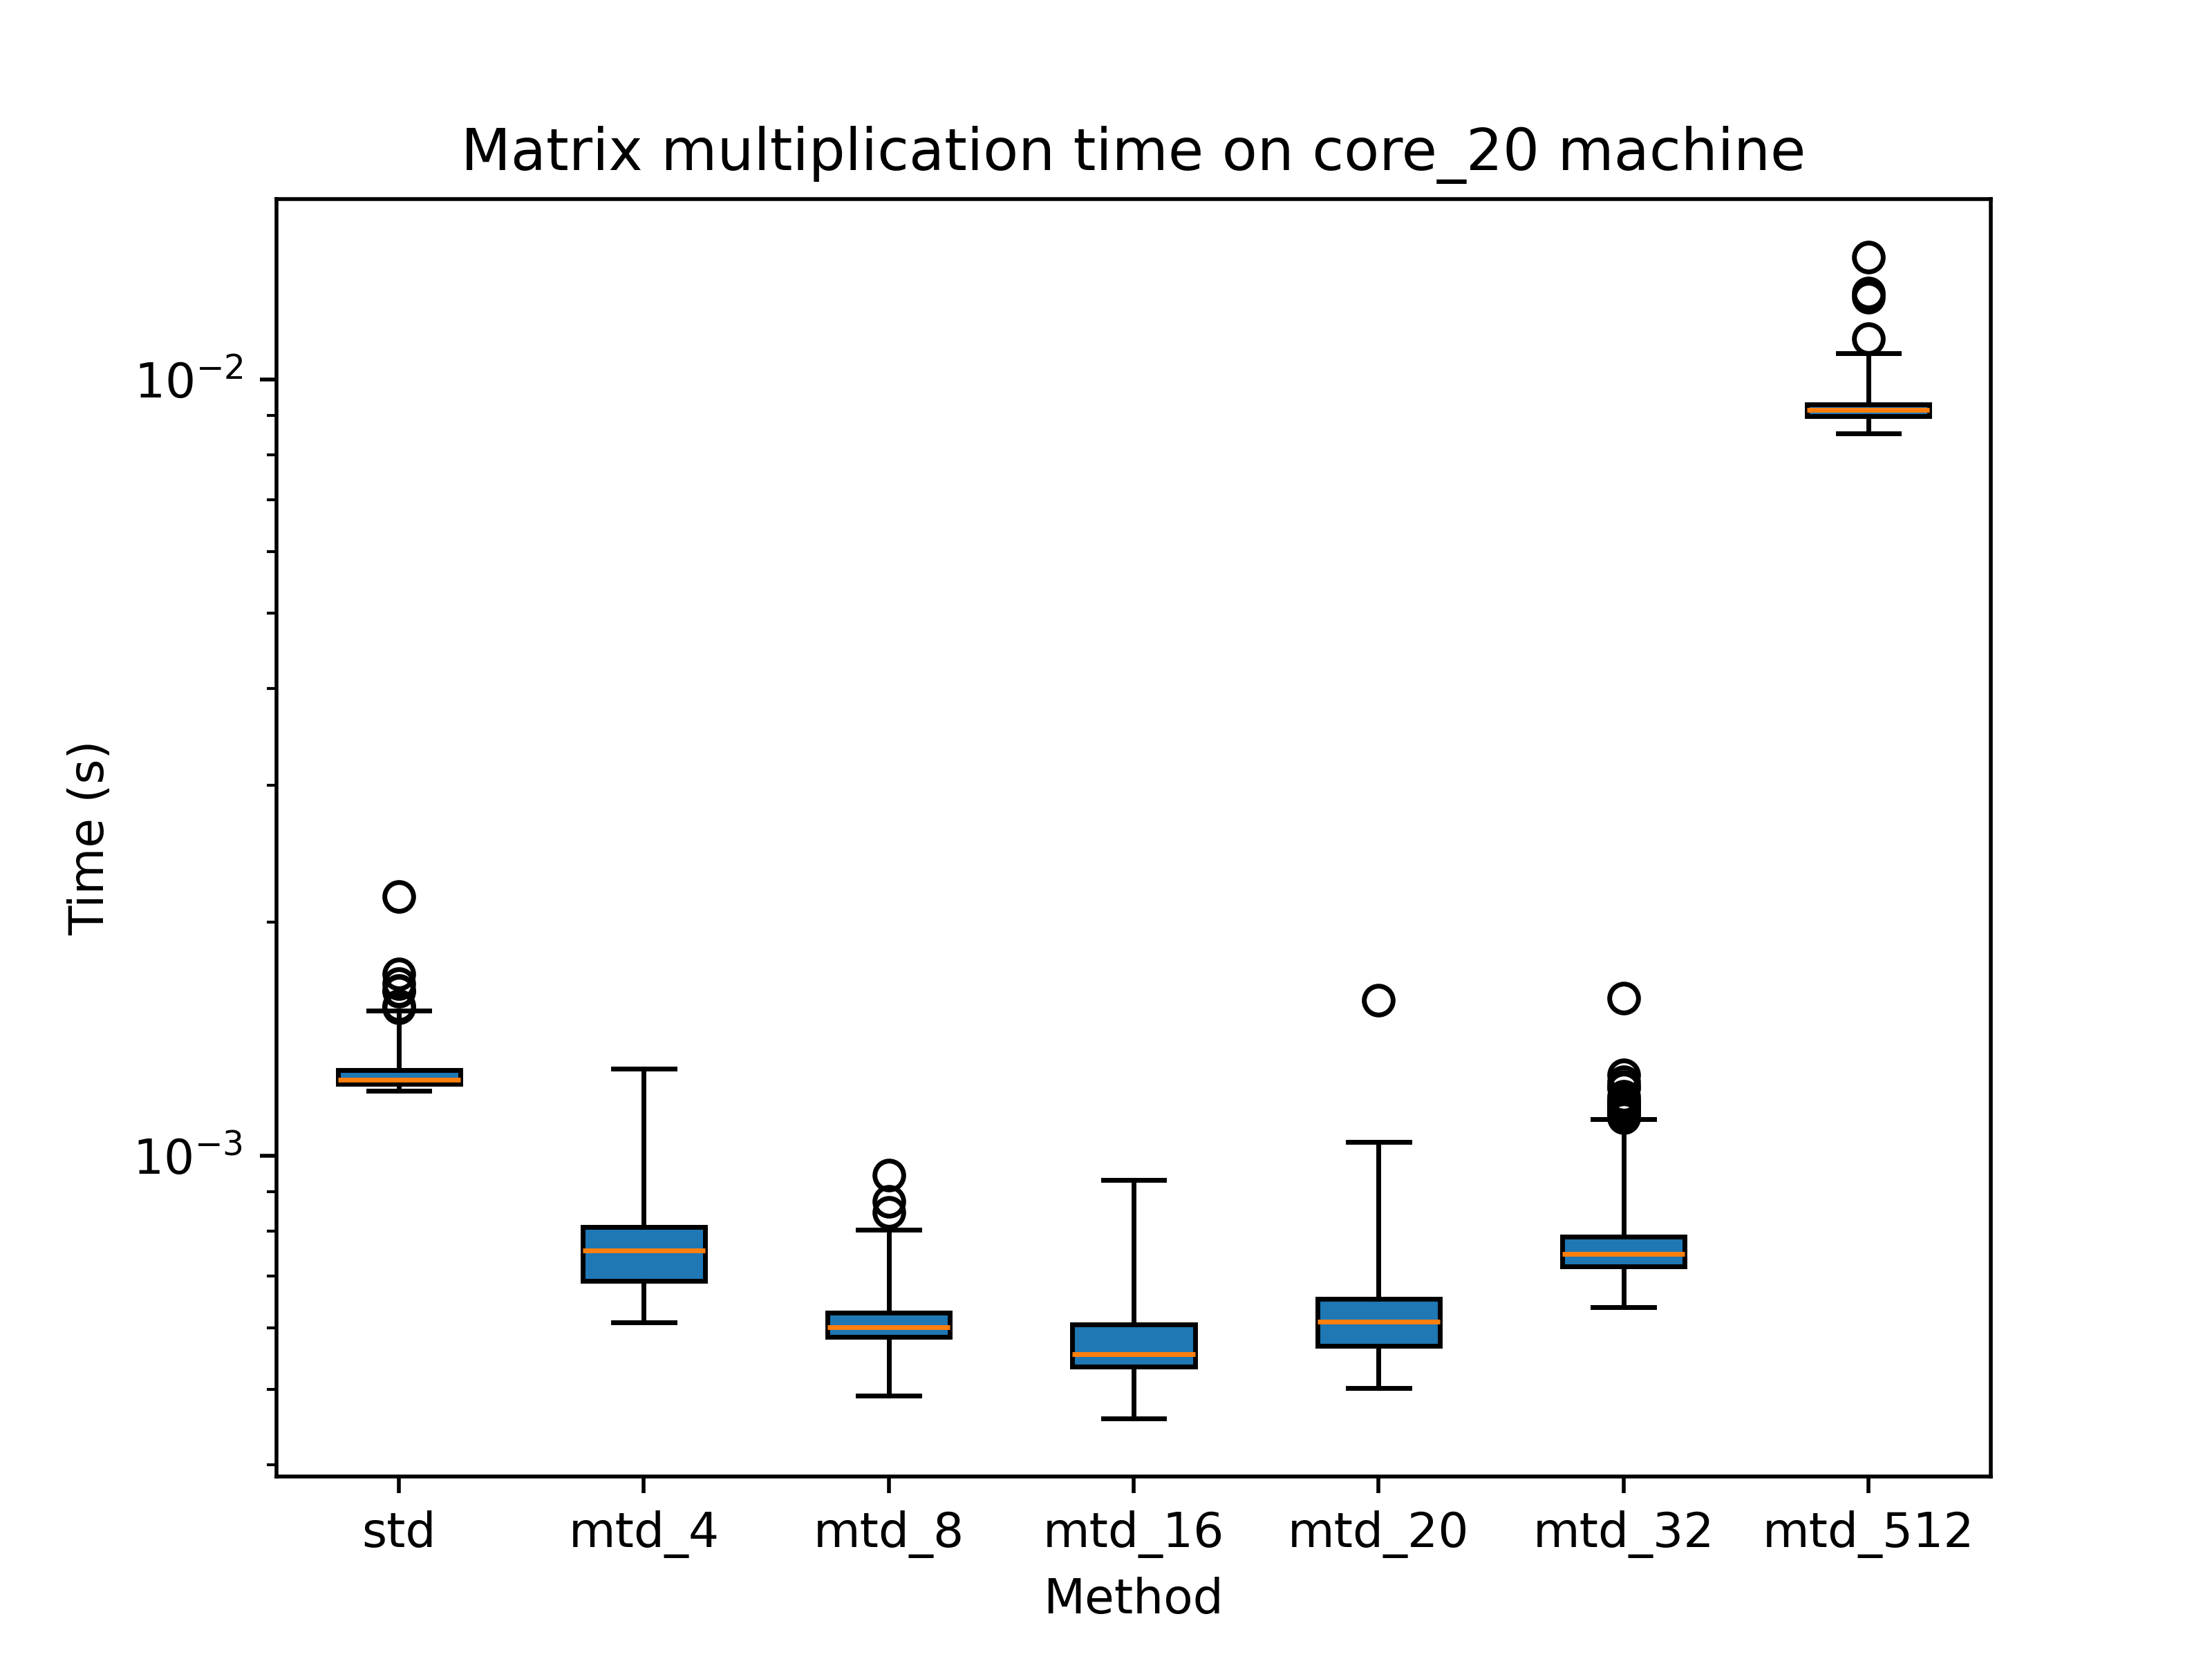 Matrix multiplication time on core_20 machine
10⁻²
10⁻³
Time (s)
std mtd_4 mtd_8 mtd_16 mtd_20 mtd_32 mtd_512
Method